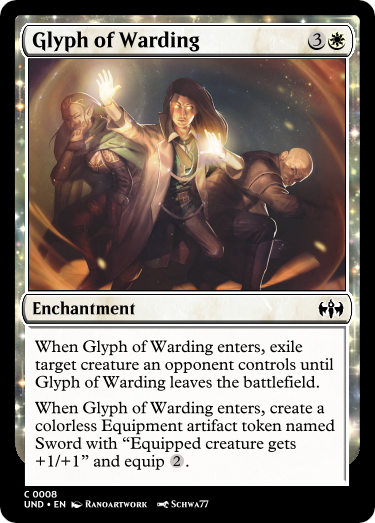 Glyph of Warding 3
Enchantment
When Glyph of Warding enters, exile
target creature an opponent controls until
Glyph of Warding leaves the battlefield.
When Glyph of Warding enters, create a
colorless Equipment artifact token named
Sword with “Equipped creature gets
+1/+1” and equip 2.
C 0008
UND • EN Ranoartwork Schwa77